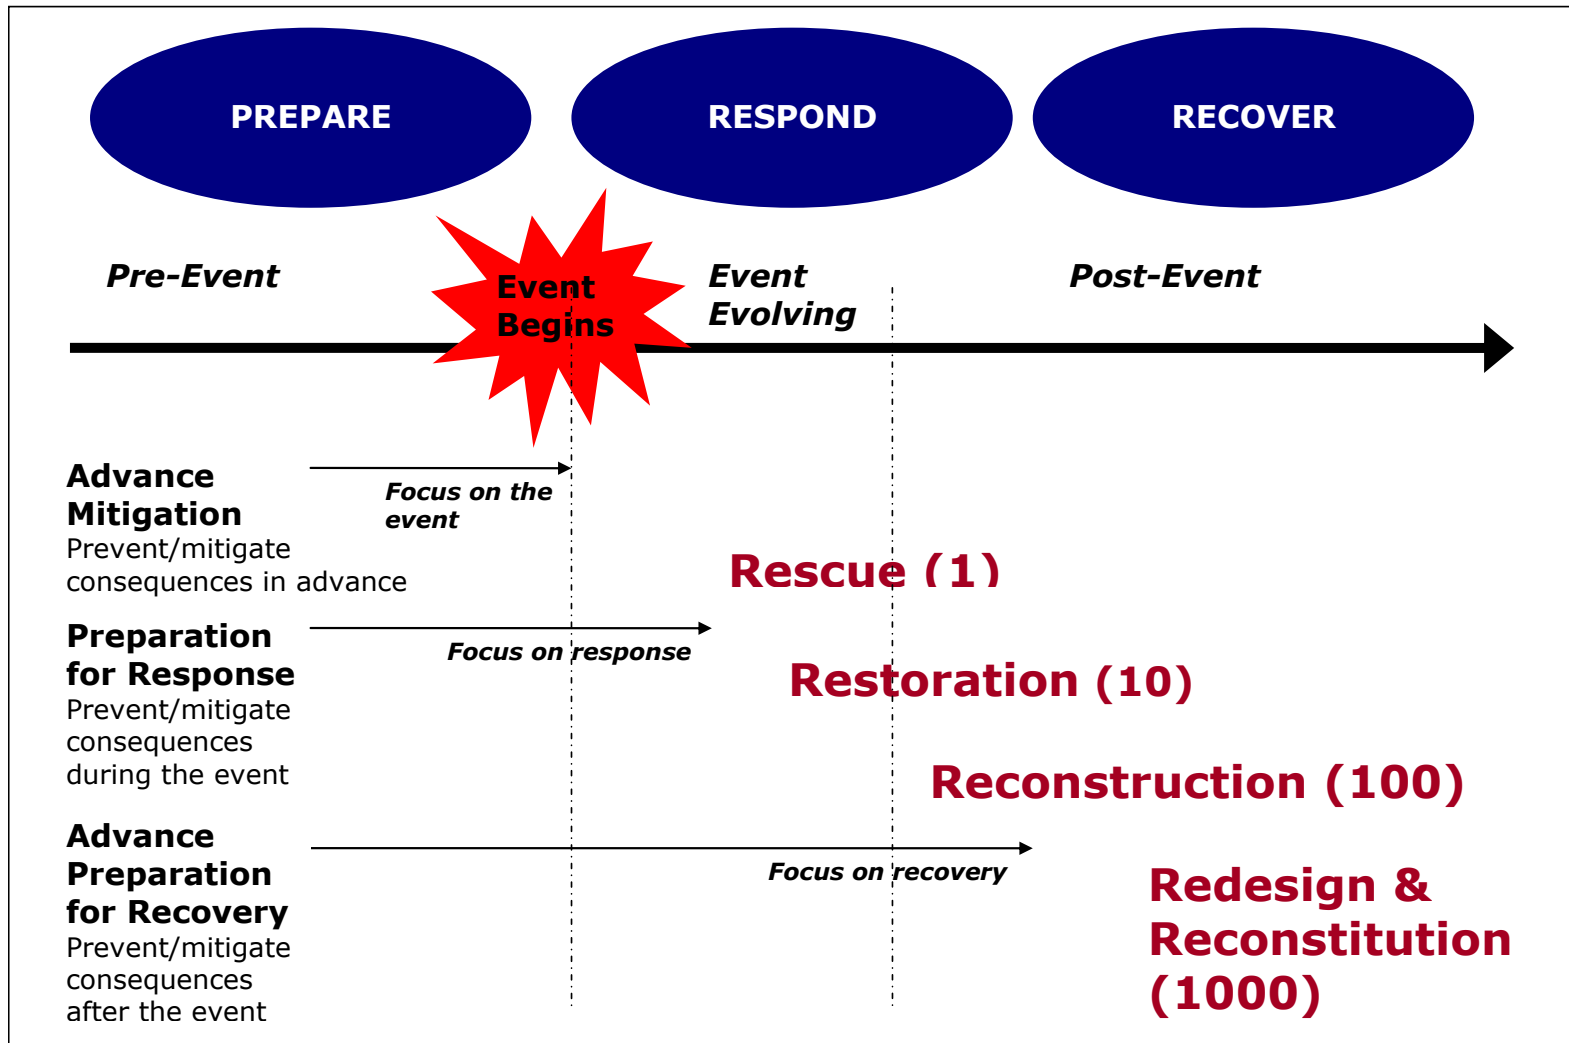 PREPARE
RESPOND
RECOVER
Pre-Event
Event
Begins
Event
Evolving
Post-Event
Advance
Mitigation
Prevent/mitigate
consequences in advance
Focus on the
event
Rescue (1)
Preparation
for Response
Prevent/mitigate
consequences
during the event
Focus on response
Restoration (10)
Reconstruction (100)
Advance
Preparation
for Recovery
Prevent/mitigate
consequences
after the event
Focus on recovery
Redesign &
Reconstitution
(1000)